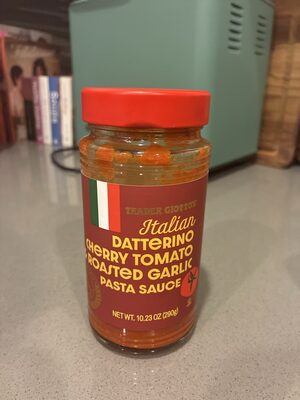 TRADER GIOTTO'S
Italian
DATTERINO
CHERRY TOMATO
& ROASTED GARLIC
PASTA SAUCE
NET WT. 10.23 OZ (290g)